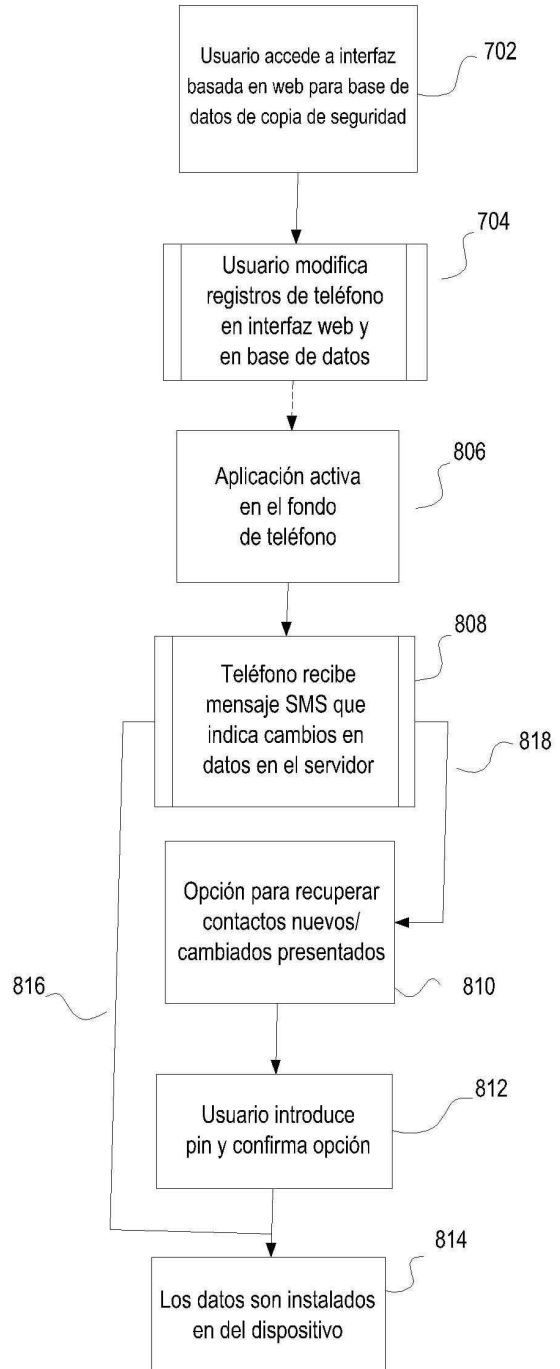 Usuario accede a interfaz
basada en web para base de
datos de copia de seguridad
702
704
Usuario modifica
registros de teléfono
en interfaz web y
en base de datos
806
Aplicación activa
en el fondo
de teléfono
808
Teléfono recibe
mensaje SMS que
indica cambios en
datos en el servidor
818
Opción para recuperar
contactos nuevos/
cambiados presentados
816
810
Usuario introduce
pin y confirma opción
812
814
Los datos son instalados
en del dispositivo